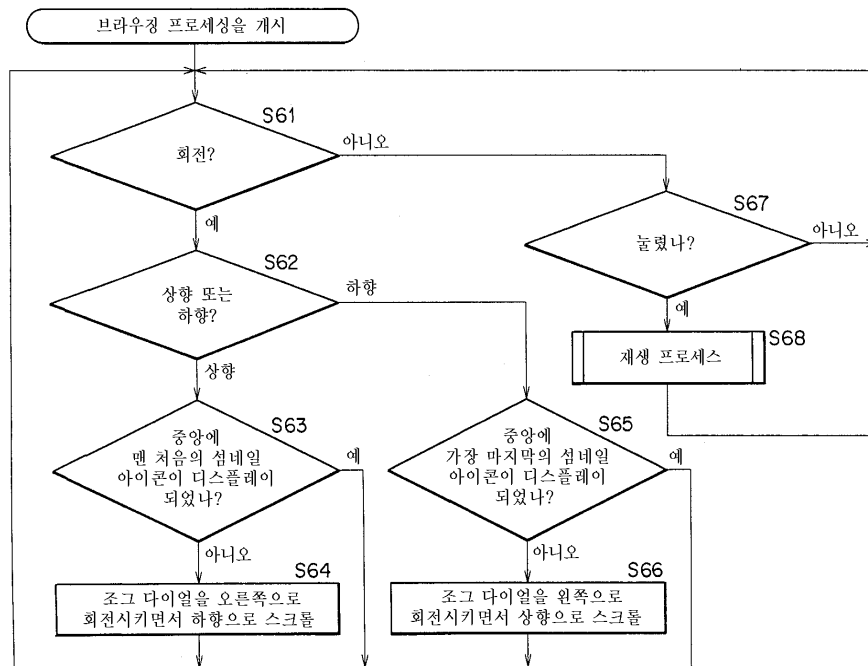 브라우징 프로세싱을 개시
S61
회전?
아니오
예
S67
눌렸나?
아니오
예
S62
상향 또는
하향?
하향
상향
S68
재생 프로세스
S63
중앙에
맨 처음의 섬네일
아이콘이 디스플레이
되었나?
예
아니오
S65
중앙에
가장 마지막의 섬네일
아이콘이 디스플레이
되었나?
예
아니오
S64
조그 다이얼을 오른쪽으로
회전시키면서 하향으로 스크롤
S66
조그 다이얼을 왼쪽으로
회전시키면서 상향으로 스크롤